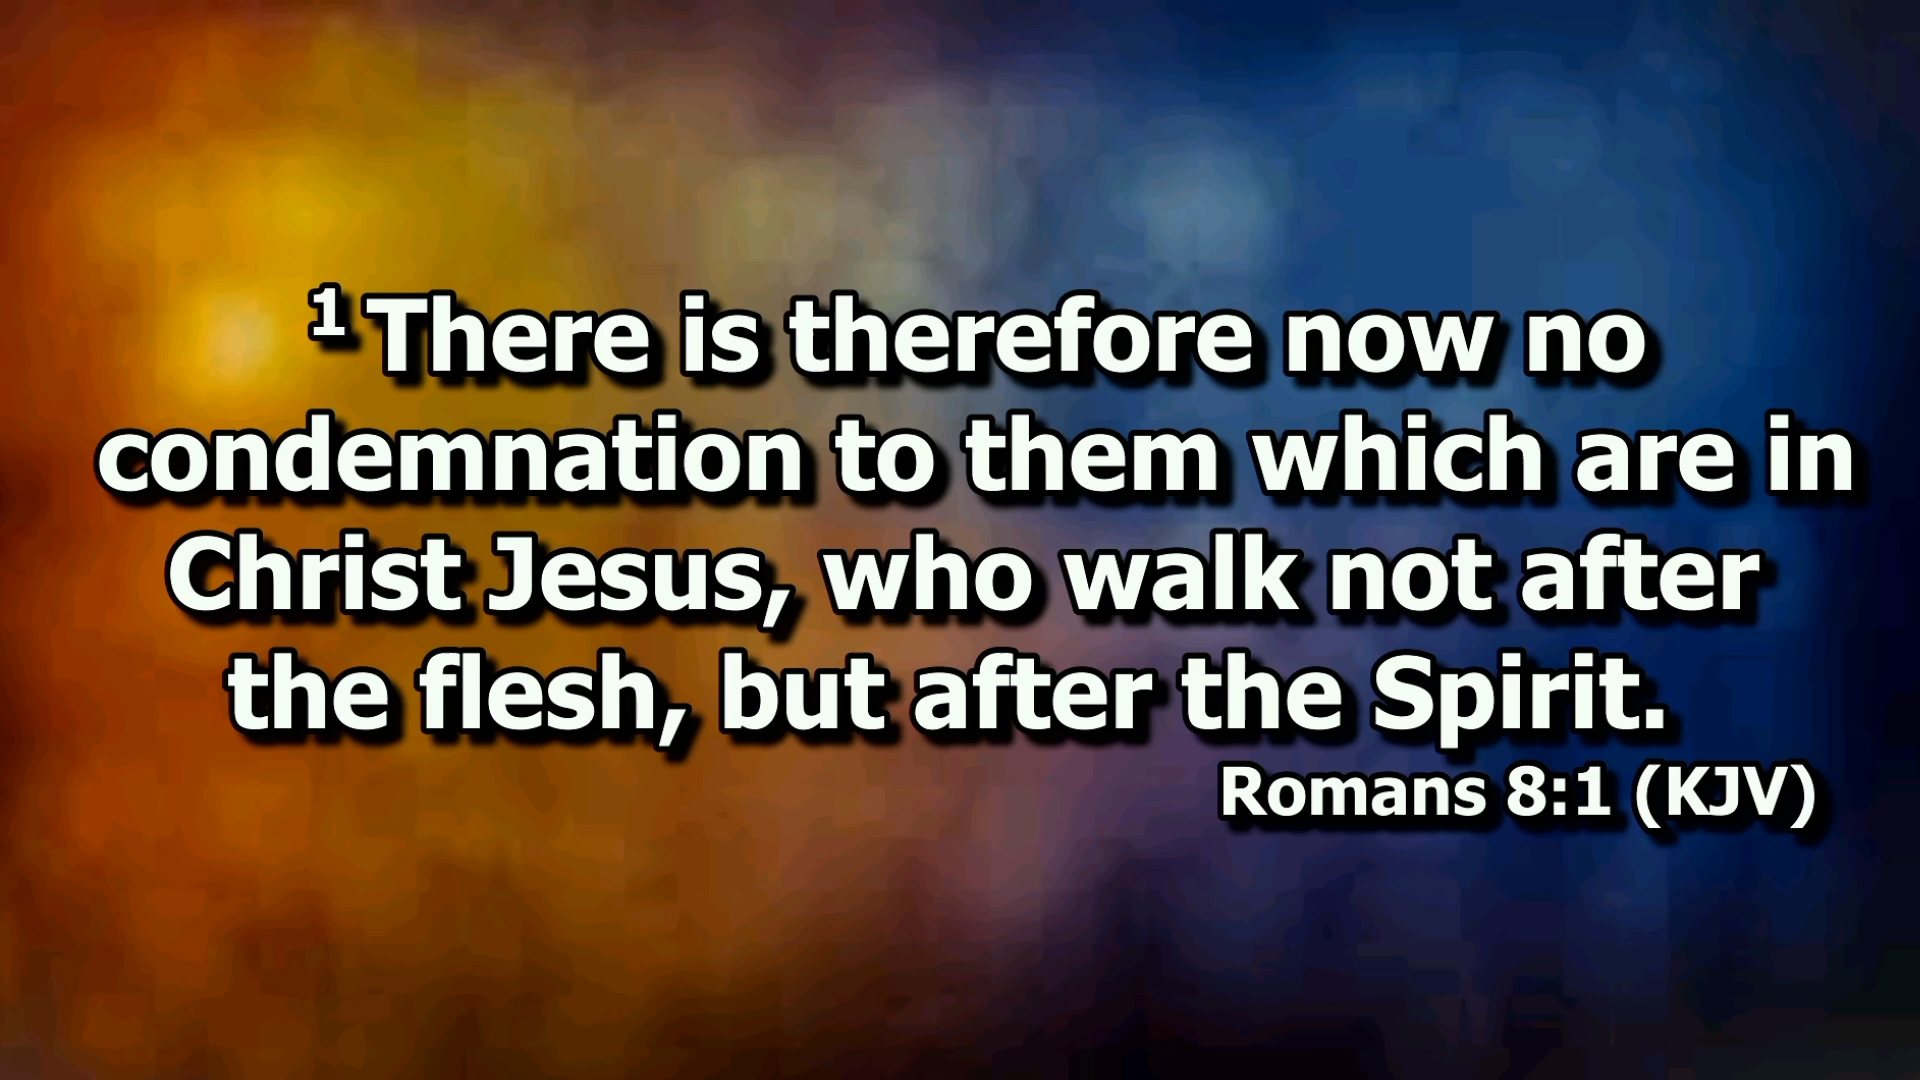 1 There is therefore now no
condemnation to them which are in
Christ Jesus, who walk not after
the flesh, but after the Spirit.
Romans 8:1 (KJV)